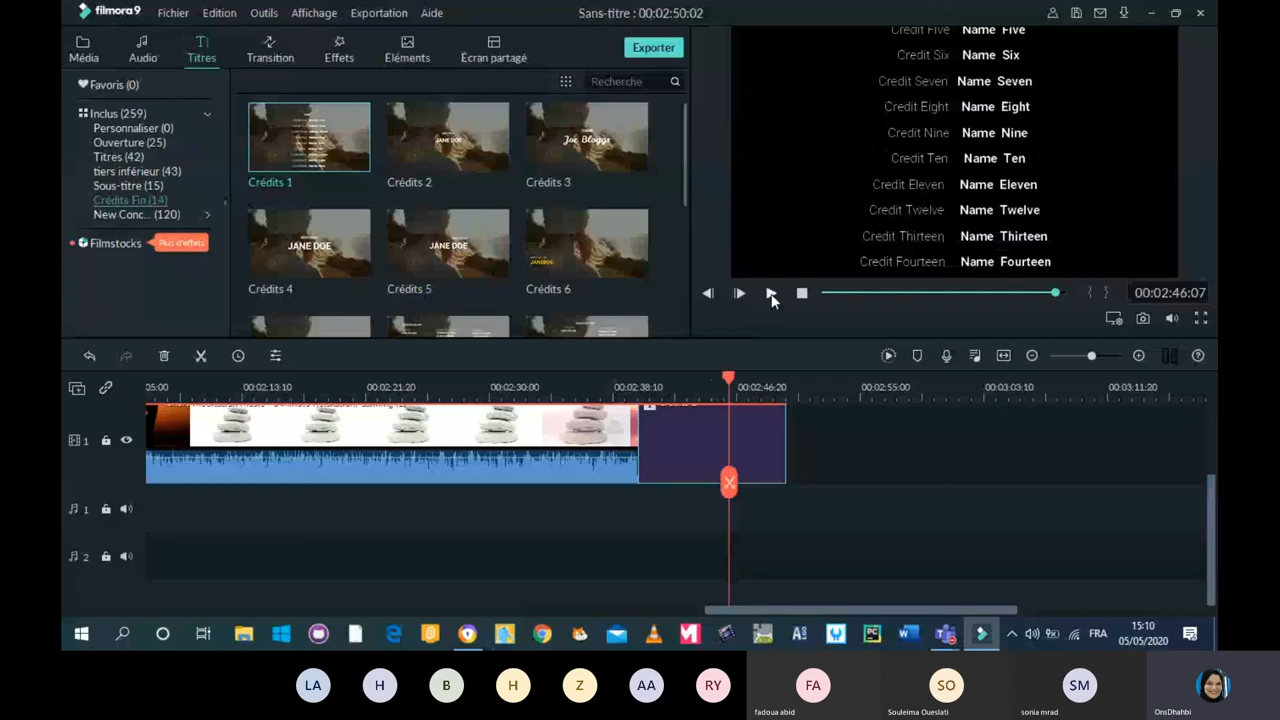 filmora9 Fichier Edition Outils Affichage Exportation Aide Sans-titre : 00:02:50:02
Média Audio Titres Transition Effets Eléments Écran partagé Exporter
Favoris (0)
Recherche
Inclus (259)
Personnaliser (0)
Ouverture (25)
Titres (42)
tiers inférieur (43)
Sous-titre (15)
Crédits Fin (14)
New Conc... (120)
Filmstocks Plus d'effets
JANE DOE
Joe Bloggs
Crédits 1 Crédits 2 Crédits 3
JANE DOE JANE DOE JANEDOE
Crédits 4 Crédits 5 Crédits 6
Credit Five Name Five
Credit Six Name Six
Credit Seven Name Seven
Credit Eight Name Eight
Credit Nine Name Nine
Credit Ten Name Ten
Credit Eleven Name Eleven
Credit Twelve Name Twelve
Credit Thirteen Name Thirteen
Credit Fourteen Name Fourteen
00:02:46:07
05:00 00:02:13:10 00:02:21:20 00:02:30:00 00:02:38:10 00:02:46:20 00:02:55:00 00:03:03:10 00:03:11:20
1
1
2
FRA
15:10
05/05/2020
LA H B H Z AA RY FA SO SM
fadoua abid Souleima Oueslati sonia mrad OnsDhahbi